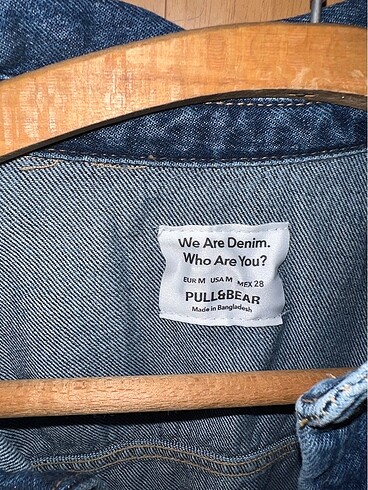 We Are Denim.
Who Are You?
EUR M USA M MEX 28
PULL&BEAR
Made in Bangladesh